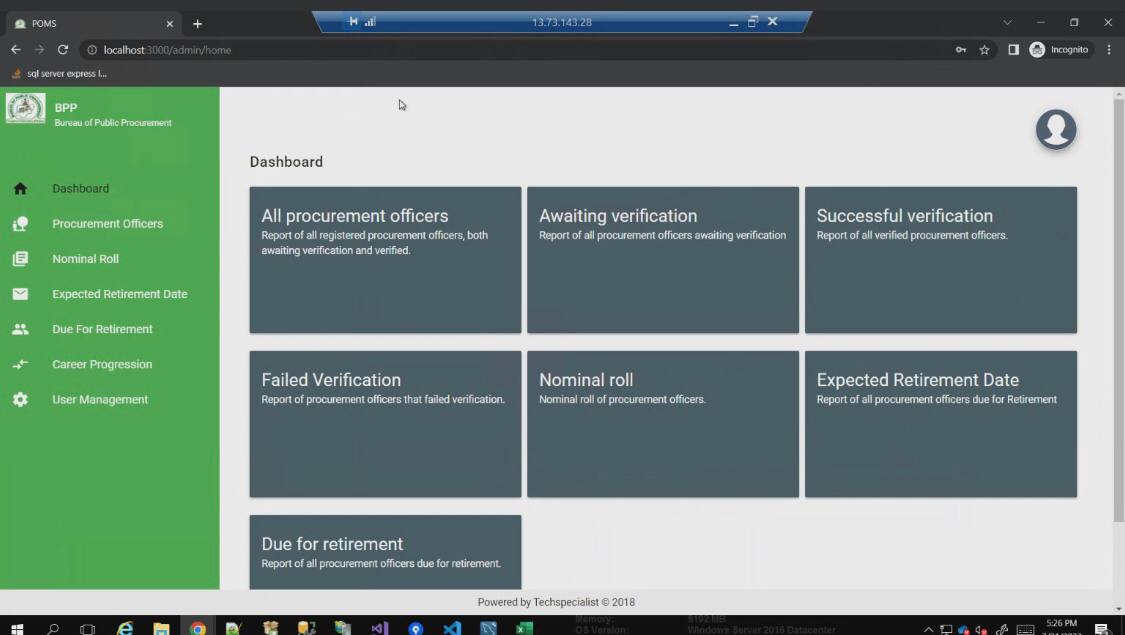 POMS
13.73.143.28
localhost:3000/admin/home
Incognito
sql server express l...
BPP
Bureau of Public Procurement
Dashboard
Procurement Officers
Nominal Roll
Expected Retirement Date
Due For Retirement
Career Progression
User Management
Dashboard
All procurement officers
Report of all registered procurement officers, both
awaiting verification and verified.
Awaiting verification
Report of all procurement officers awaiting verification
Successful verification
Report of all verified procurement officers.
Failed Verification
Report of procurement officers that failed verification.
Nominal roll
Nominal roll of procurement officers.
Expected Retirement Date
Report of all procurement officers due for Retirement
Due for retirement
Report of all procurement officers due for retirement.
Powered by Techspecialist © 2018
Memory: 8192 MB
OS Version: Windows Server 2016 Datacenter
5:26 PM